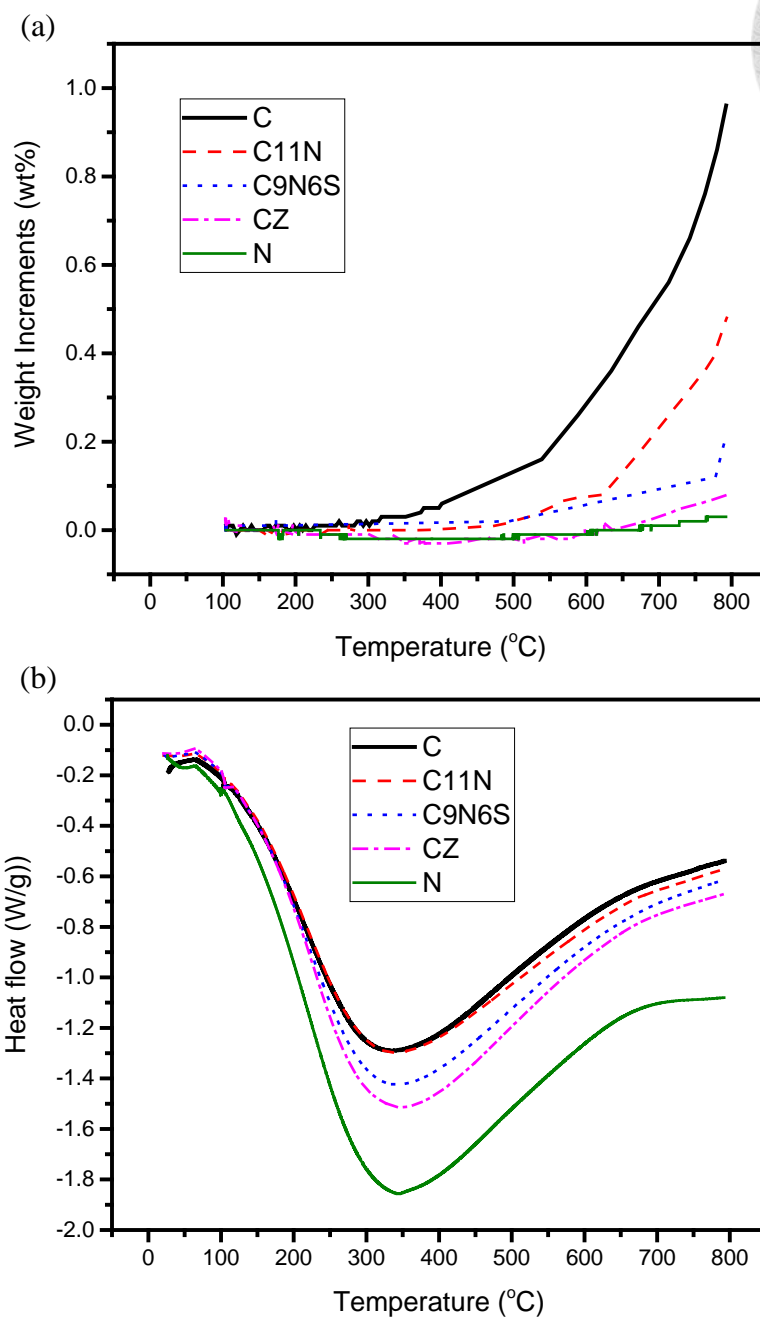 (a)
1.0
0.8
0.6
0.4
0.2
0.0
Weight Increments (wt%)
C
C11N
C9N6S
CZ
N
0 100 200 300 400 500 600 700 800
Temperature (°C)
(b)
0.0
-0.2
-0.4
-0.6
-0.8
-1.0
-1.2
-1.4
-1.6
-1.8
-2.0
Heat flow (W/g))
C
C11N
C9N6S
CZ
N
0 100 200 300 400 500 600 700 800
Temperature (°C)